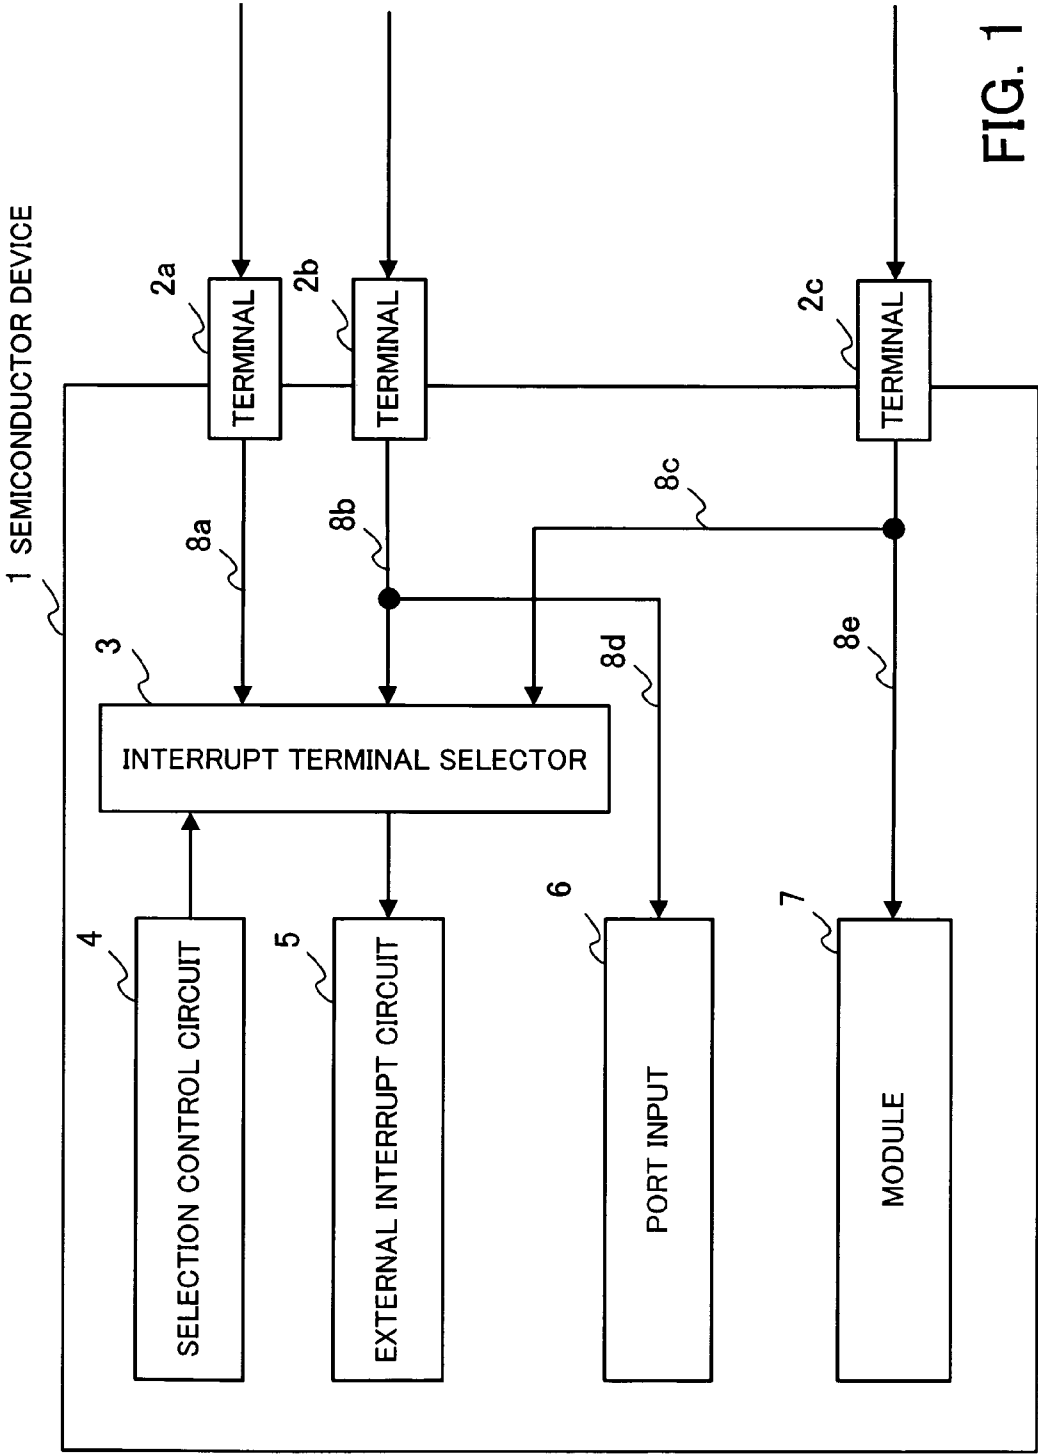 1 SEMICONDUCTOR DEVICE
4
SELECTION CONTROL CIRCUIT
3
INTERRUPT TERMINAL SELECTOR
8a
2a
TERMINAL
5
EXTERNAL INTERRUPT CIRCUIT
8b
2b
TERMINAL
6
PORT INPUT
8d
8c
7
MODULE
8e
2c
TERMINAL
FIG. 1